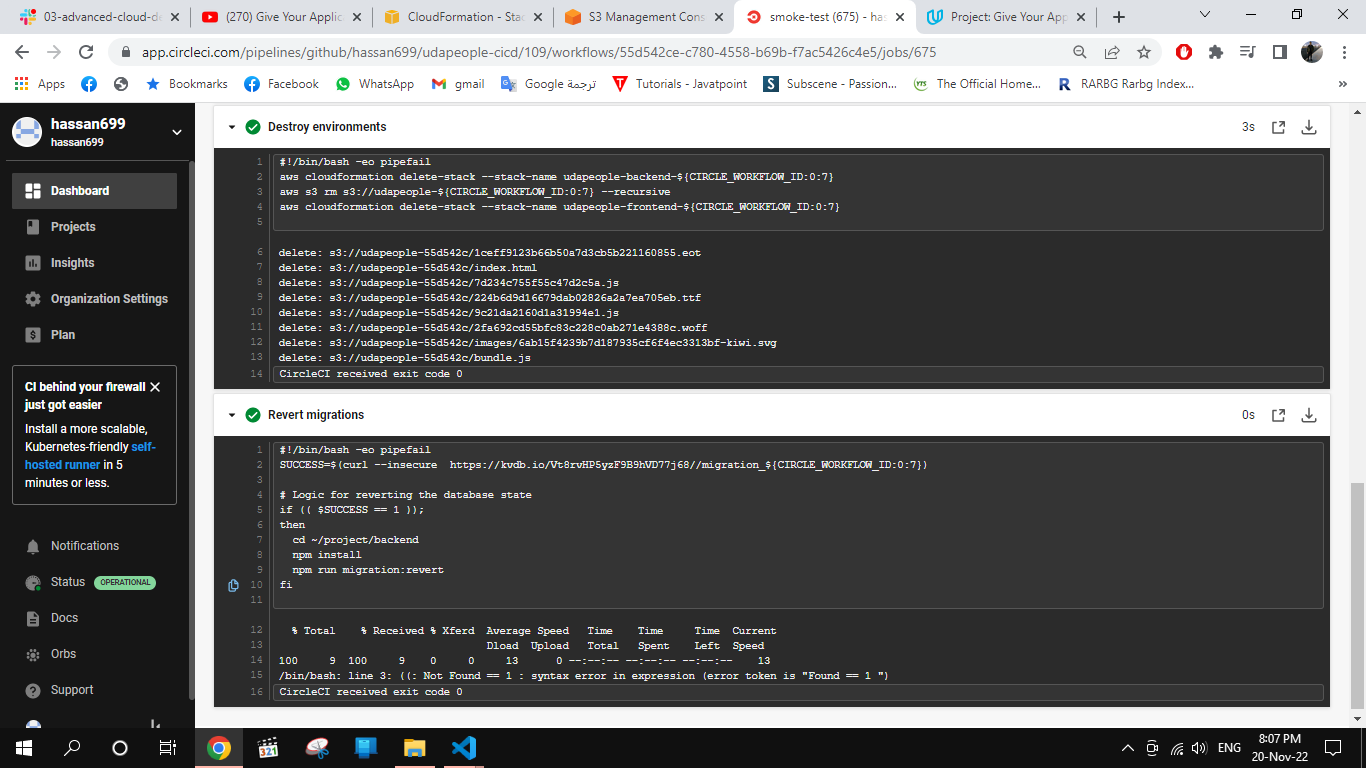 03-advanced-cloud-de
(270) Give Your Applic
CloudFormation - Stac
S3 Management Cons
smoke-test (675) - has
Project: Give Your App
app.circleci.com/pipelines/github/hassan699/udapeople-cicd/109/workflows/55d542ce-c780-4558-b69b-f7ac5426c4e5/jobs/675
Apps
Bookmarks
Facebook
WhatsApp
gmail
ترجمة Google
Tutorials - Javatpoint
Subscene - Passion...
The Official Home...
RARBG Rarbg Index...
hassan699
hassan699
Dashboard
Projects
Insights
Organization Settings
Plan
CI behind your firewall
just got easier
Install a more scalable,
Kubernetes-friendly self-
hosted runner in 5
minutes or less.
Notifications
Status OPERATIONAL
Docs
Orbs
Support
Destroy environments 3s
1 #!/bin/bash -eo pipefail
2 aws cloudformation delete-stack --stack-name udapeople-backend-${CIRCLE_WORKFLOW_ID:0:7}
3 aws s3 rm s3://udapeople-${CIRCLE_WORKFLOW_ID:0:7} --recursive
4 aws cloudformation delete-stack --stack-name udapeople-frontend-${CIRCLE_WORKFLOW_ID:0:7}
5
6 delete: s3://udapeople-55d542c/1ceff9123b66b50a7d3cb5b221160855.eot
7 delete: s3://udapeople-55d542c/index.html
8 delete: s3://udapeople-55d542c/7d234c755f55c47d2c5a.js
9 delete: s3://udapeople-55d542c/224b6d9d16679dab02826a2a7ea705eb.ttf
10 delete: s3://udapeople-55d542c/9c21da2160d1a31994e1.js
11 delete: s3://udapeople-55d542c/2fa692cd55bfc83c228c0ab271e4388c.woff
12 delete: s3://udapeople-55d542c/images/6ab15f4239b7d187935cf6f4ec3313bf-kiwi.svg
13 delete: s3://udapeople-55d542c/bundle.js
14 CircleCI received exit code 0
Revert migrations 0s
1 #!/bin/bash -eo pipefail
2 SUCCESS=$(curl --insecure  https://kvdb.io/Vt8rvHP5yzF9B9hVD77j68//migration_${CIRCLE_WORKFLOW_ID:0:7})
3
4 # Logic for reverting the database state
5 if (( $SUCCESS == 1 ));
6 then
7 cd ~/project/backend
8 npm install
9 npm run migration:revert
10 fi
11
12 % Total % Received % Xferd Average Speed Time Time Time Current
13 Dload Upload Total Spent Left Speed
14 100 9 100 9 0 0 13 0 --:--:-- --:--:-- --:--:-- 13
15 /bin/bash: line 3: ((: Not Found == 1 : syntax error in expression (error token is "Found == 1 ")
16 CircleCI received exit code 0
321
ENG
8:07 PM
20-Nov-22